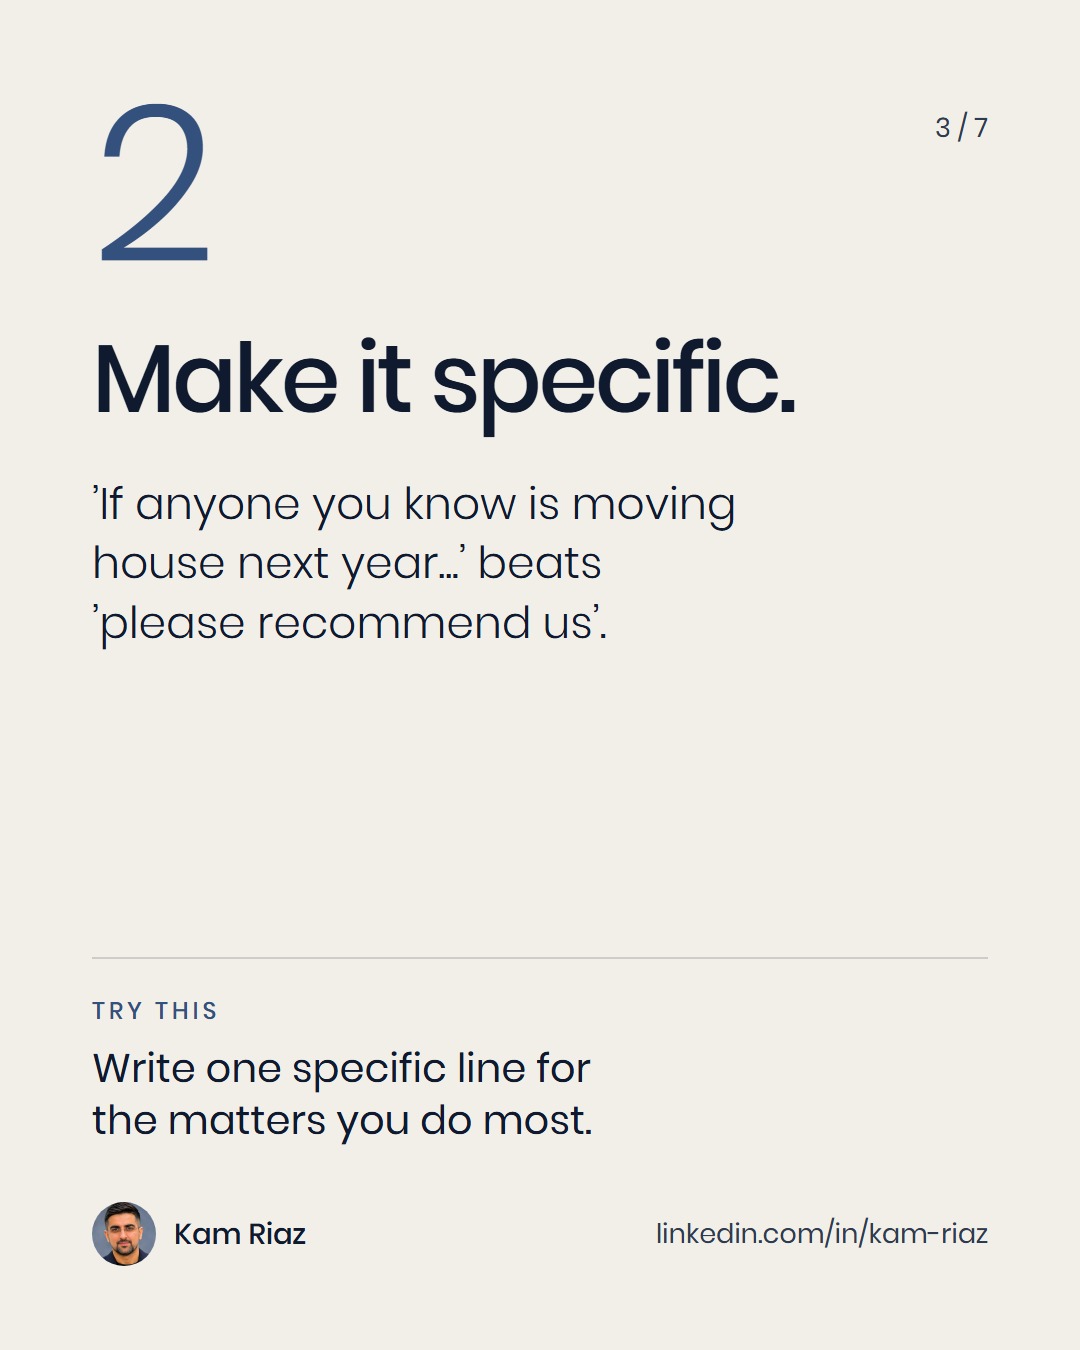 2
3 / 7
Make it specific.
’If anyone you know is moving
house next year…’ beats
’please recommend us’.
TRY THIS
Write one specific line for
the matters you do most.
Kam Riaz
linkedin.com/in/kam-riaz